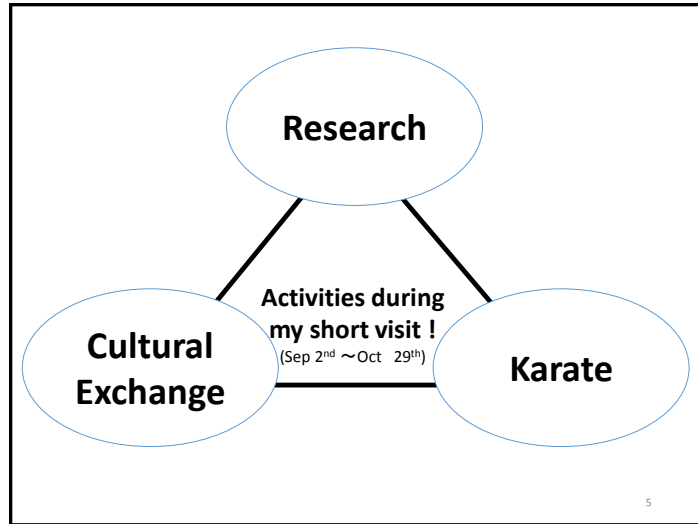 Research
Activities during
my short visit !
(Sep 2nd ～Oct 29th)
Cultural
Exchange
Karate
5